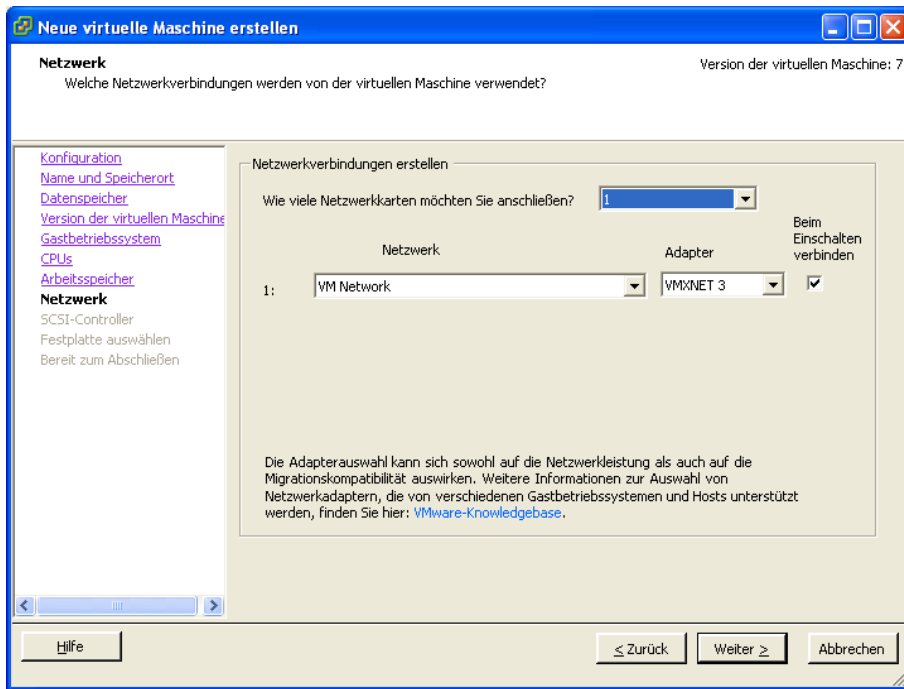 Neue virtuelle Maschine erstellen
Netzwerk
Welche Netzwerkverbindungen werden von der virtuellen Maschine verwendet?
Version der virtuellen Maschine: 7
Konfiguration
Name und Speicherort
Datenspeicher
Version der virtuellen Maschine
Gastbetriebssystem
CPUs
Arbeitsspeicher
Netzwerk
SCSI-Controller
Festplatte auswählen
Bereit zum Abschließen
Netzwerkverbindungen erstellen
Wie viele Netzwerkkarten möchten Sie anschließen?
1
Netzwerk
Adapter
Beim
Einschalten
verbinden
1:
VM Network
VMXNET 3
Die Adapterauswahl kann sich sowohl auf die Netzwerkleistung als auch auf die
Migrationskompatibilität auswirken. Weitere Informationen zur Auswahl von
Netzwerkadaptern, die von verschiedenen Gastbetriebssystemen und Hosts unterstützt
werden, finden Sie hier: VMware-Knowledgebase.
Hilfe
< Zurück
Weiter >
Abbrechen